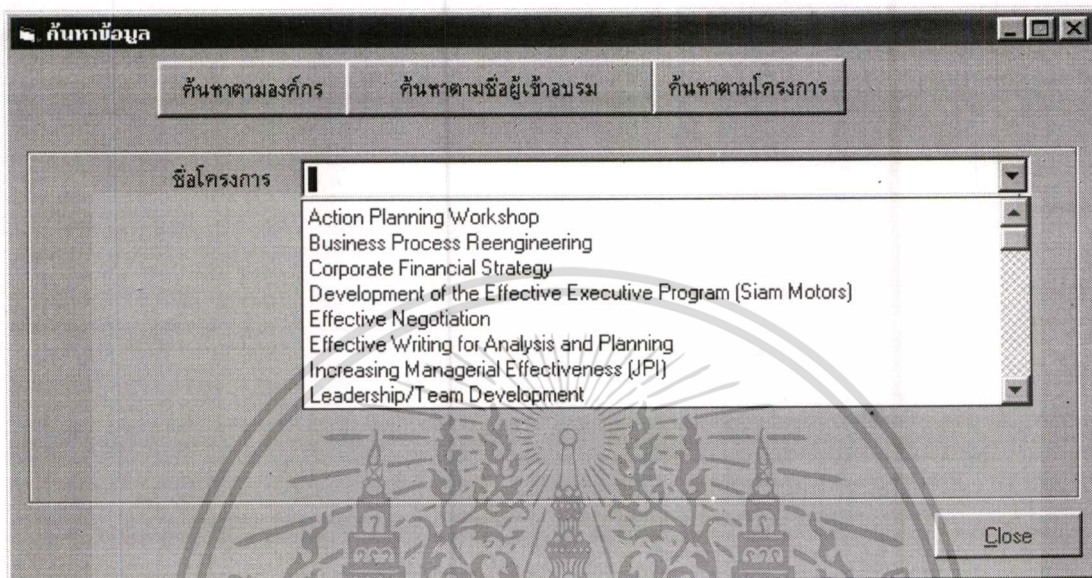 ค้นหาข้อมูล
ค้นหาตามองค์กร ค้นหาตามชื่อผู้เข้าอบรม ค้นหาตามโครงการ
ชื่อโครงการ
Action Planning Workshop
Business Process Reengineering
Corporate Financial Strategy
Development of the Effective Executive Program (Siam Motors)
Effective Negotiation
Effective Writing for Analysis and Planning
Increasing Managerial Effectiveness (JPI)
Leadership/Team Development
Close